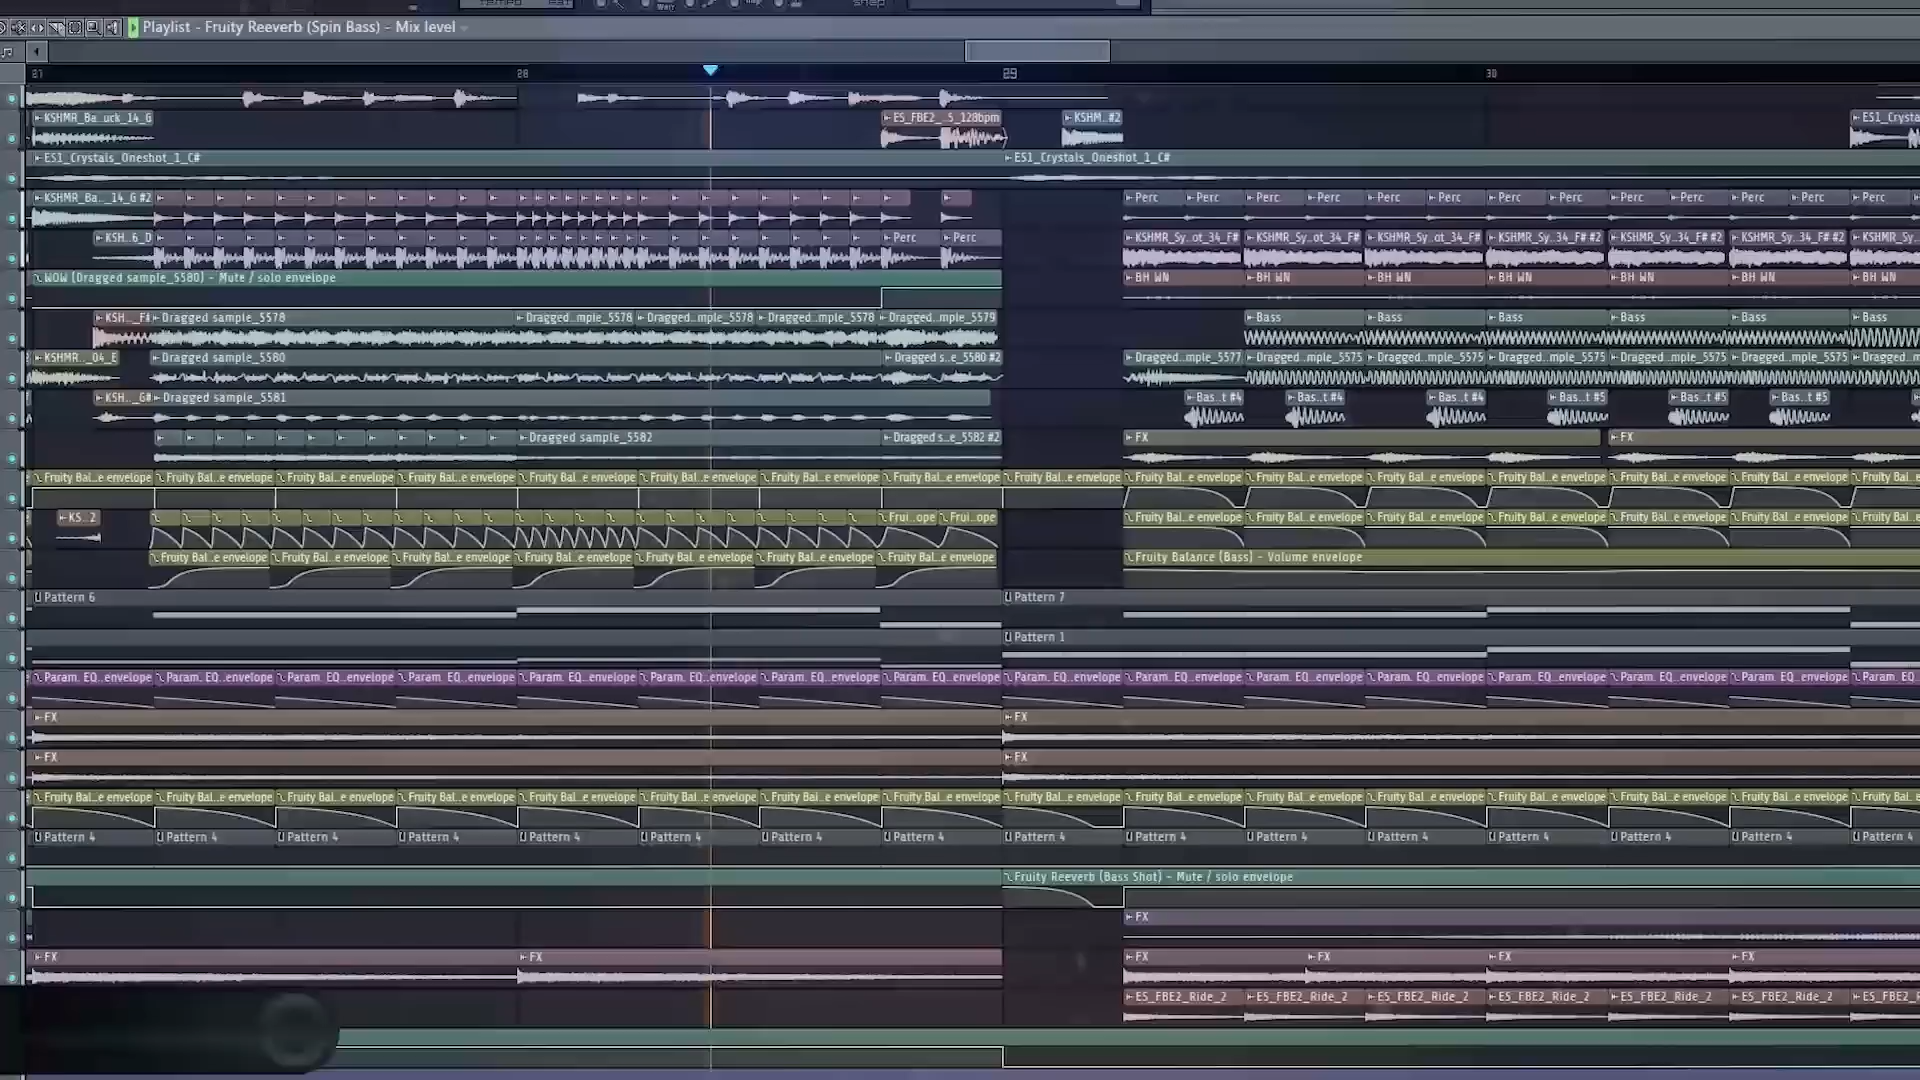 Playlist - Fruity Reeverb (Spin Bass) - Mix level
27 28 29 30
KSHMR_Ba..uck_14_G ES_FBE2_..5_128bpm KSHM..#2 ES1_Crysta
ES1_Crystals_Oneshot_1_C# ES1_Crystals_Oneshot_1_C#
KSHMR_Ba.._14_G #2 Perc Perc Perc Perc Perc Perc Perc Perc Perc Perc Perc Perc Perc
KSH..6_D Perc Perc KSHMR_Sy..ot_34_F# KSHMR_Sy..ot_34_F# KSHMR_Sy..ot_34_F# KSHMR_Sy..34_F# #2 KSHMR_Sy..34_F# #2 KSHMR_Sy..34_F# #2 KSHMR_Sy
WOW (Dragged sample_5580) - Mute / solo envelope BH WN BH WN BH WN BH WN BH WN BH WN BH WN
KSH.._F# Dragged sample_5578 Dragged..mple_5578 Dragged..mple_5578 Dragged..mple_5578 Dragged..mple_5579 Bass Bass Bass Bass Bass Bass
KSHMR.._04_E Dragged sample_5580 Dragged s..e_5580 #2 Dragged..mple_5577 Dragged..mple_5575 Dragged..mple_5575 Dragged..mple_5575 Dragged..mple_5575 Dragged..mple_5575 Dragged..m
KSH.._G# Dragged sample_5581 Bas..t #4 Bas..t #4 Bas..t #4 Bas..t #5 Bas..t #5 Bas..t #5
Dragged sample_5582 Dragged s..e_5582 #2 FX FX
Fruity Bal..e envelope Fruity Bal..e envelope Fruity Bal..e envelope Fruity Bal..e envelope Fruity Bal..e envelope Fruity Bal..e envelope Fruity Bal..e envelope Fruity Bal..e envelope Fruity Bal..e envelope Fruity Bal..e envelope Fruity Bal..e envelope Fruity Bal..e envelope Fruity Bal..e envelope Fruity Bal..e envelope Fruity Bal..e envelope Fruity Bal
KS..2 Frui..ope Frui..ope Fruity Bal..e envelope Fruity Bal..e envelope Fruity Bal..e envelope Fruity Bal..e envelope Fruity Bal..e envelope Fruity Bal..e envelope Fruity Bal
Fruity Bal..e envelope Fruity Bal..e envelope Fruity Bal..e envelope Fruity Bal..e envelope Fruity Bal..e envelope Fruity Bal..e envelope Fruity Bal..e envelope Fruity Balance (Bass) - Volume envelope
Pattern 6 Pattern 7
Pattern 1
Param. EQ..envelope Param. EQ..envelope Param. EQ..envelope Param. EQ..envelope Param. EQ..envelope Param. EQ..envelope Param. EQ..envelope Param. EQ..envelope Param. EQ..envelope Param. EQ..envelope Param. EQ..envelope Param. EQ..envelope Param. EQ..envelope Param. EQ..envelope Param. EQ..envelope Param. EQ
FX FX
FX FX
Fruity Bal..e envelope Fruity Bal..e envelope Fruity Bal..e envelope Fruity Bal..e envelope Fruity Bal..e envelope Fruity Bal..e envelope Fruity Bal..e envelope Fruity Bal..e envelope Fruity Bal..e envelope Fruity Bal..e envelope Fruity Bal..e envelope Fruity Bal..e envelope Fruity Bal..e envelope Fruity Bal..e envelope Fruity Bal..e envelope Fruity Bal
Pattern 4 Pattern 4 Pattern 4 Pattern 4 Pattern 4 Pattern 4 Pattern 4 Pattern 4 Pattern 4 Pattern 4 Pattern 4 Pattern 4 Pattern 4 Pattern 4 Pattern 4 Pattern 4
Fruity Reeverb (Bass Shot) - Mute / solo envelope
FX
FX FX FX FX FX FX
ES_FBE2_Ride_2 ES_FBE2_Ride_2 ES_FBE2_Ride_2 ES_FBE2_Ride_2 ES_FBE2_Ride_2 ES_FBE2_Ride_2 ES_FBE2